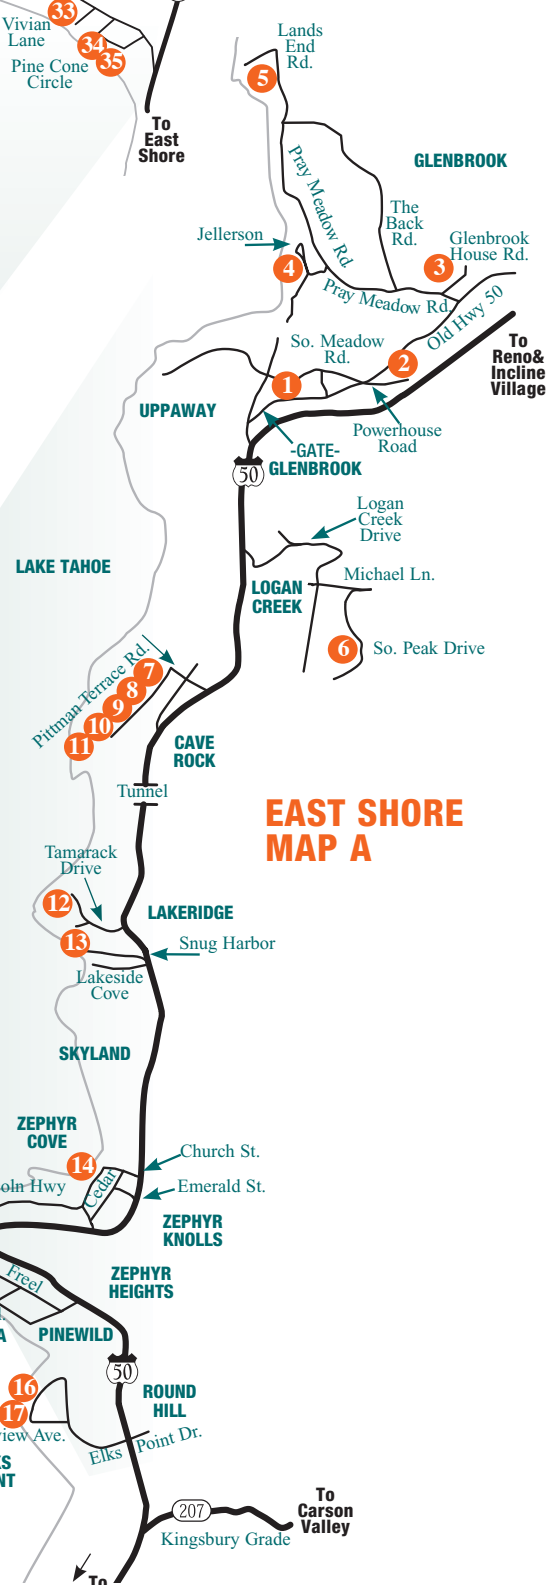 33
Vivian
Lane
34
35
Pine Cone
Circle
To
East
Shore
Lands
End
Rd.
5
GLENBROOK
Pray Meadow Rd.
The
Back
Rd.
Jellerson
Glenbrook
House Rd.
3
4
Pray Meadow Rd.
Old Hwy 50
To
Reno&
Incline
Village
So. Meadow
Rd.
2
1
UPPAWAY
Powerhouse
Road
-GATE-
GLENBROOK
50
Logan
Creek
Drive
LAKE TAHOE
Michael Ln.
LOGAN
CREEK
6
So. Peak Drive
Pittman Terrace Rd.
7
8
9
10
11
CAVE
ROCK
Tunnel
EAST SHORE
MAP A
Tamarack
Drive
12
LAKERIDGE
13
Snug Harbor
Lakeside
Cove
SKYLAND
ZEPHYR
COVE
14
Church St.
oln Hwy
Cedar
Emerald St.
ZEPHYR
KNOLLS
Freel
ZEPHYR
HEIGHTS
A
PINEWILD
50
16
ROUND
HILL
17
view Ave.
Elks Point Dr.
S
NT
207
To
Carson
Valley
Kingsbury Grade
To